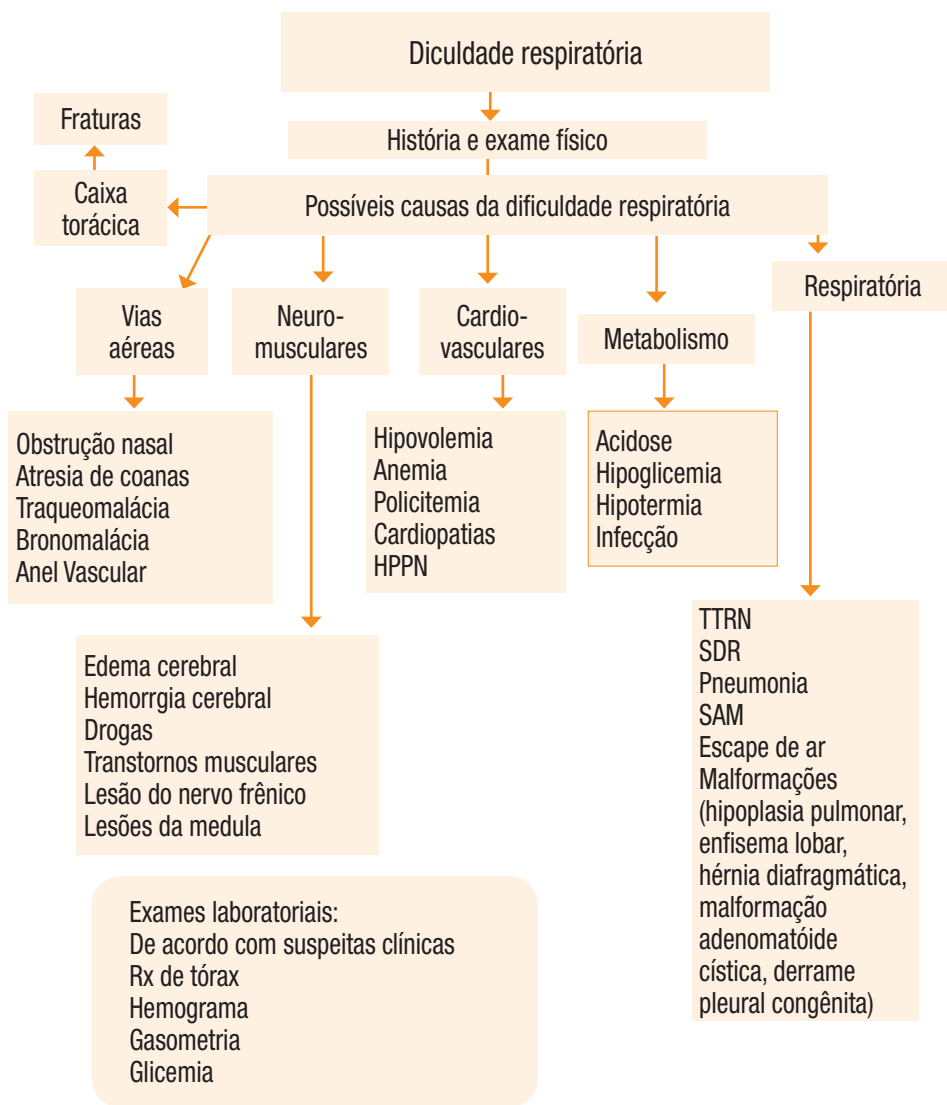 Diculdade respiratória
História e exame físico
Fraturas
Caixa
torácica
Possíveis causas da dificuldade respiratória
Vias
aéreas
Neuro-
musculares
Cardio-
vasculares
Metabolismo
Respiratória
Obstrução nasal
Atresia de coanas
Traqueomalácia
Bronomalácia
Anel Vascular
Hipovolemia
Anemia
Policitemia
Cardiopatias
HPPN
Acidose
Hipoglicemia
Hipotermia
Infecção
Edema cerebral
Hemorrgia cerebral
Drogas
Transtornos musculares
Lesão do nervo frênico
Lesões da medula
TTRN
SDR
Pneumonia
SAM
Escape de ar
Malformações
(hipoplasia pulmonar,
enfisema lobar,
hérnia diafragmática,
malformação
adenomatóide
cística, derrame
pleural congênita)
Exames laboratoriais:
De acordo com suspeitas clínicas
Rx de tórax
Hemograma
Gasometria
Glicemia